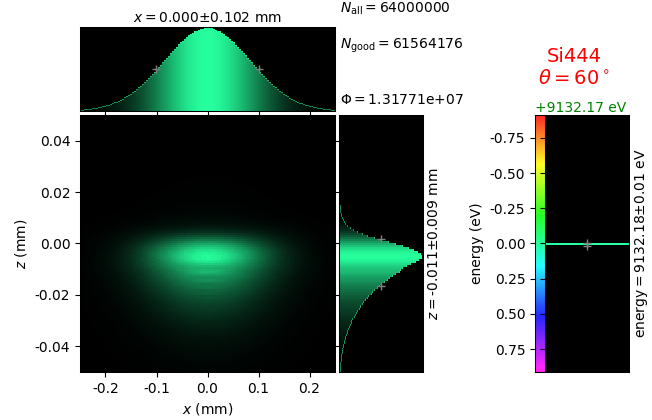 x = 0.000±0.102 mm
N_all = 64000000
N_good = 61564176
Φ = 1.31771e+07
Si444
θ = 60°
+9132.17 eV
z (mm)
0.04
0.02
0.00
-0.02
-0.04
-0.2
-0.1
0.0
0.1
0.2
x (mm)
z = -0.011±0.009 mm
energy (eV)
-0.75
-0.50
-0.25
0.00
0.25
0.50
0.75
energy = 9132.18±0.01 eV